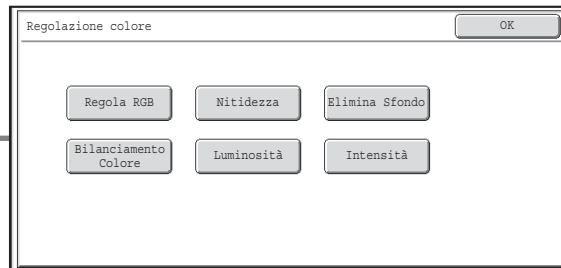 Regolazione colore
OK
Regola RGB
Nitidezza
Elimina Sfondo
Bilanciamento
Colore
Luminosità
Intensità